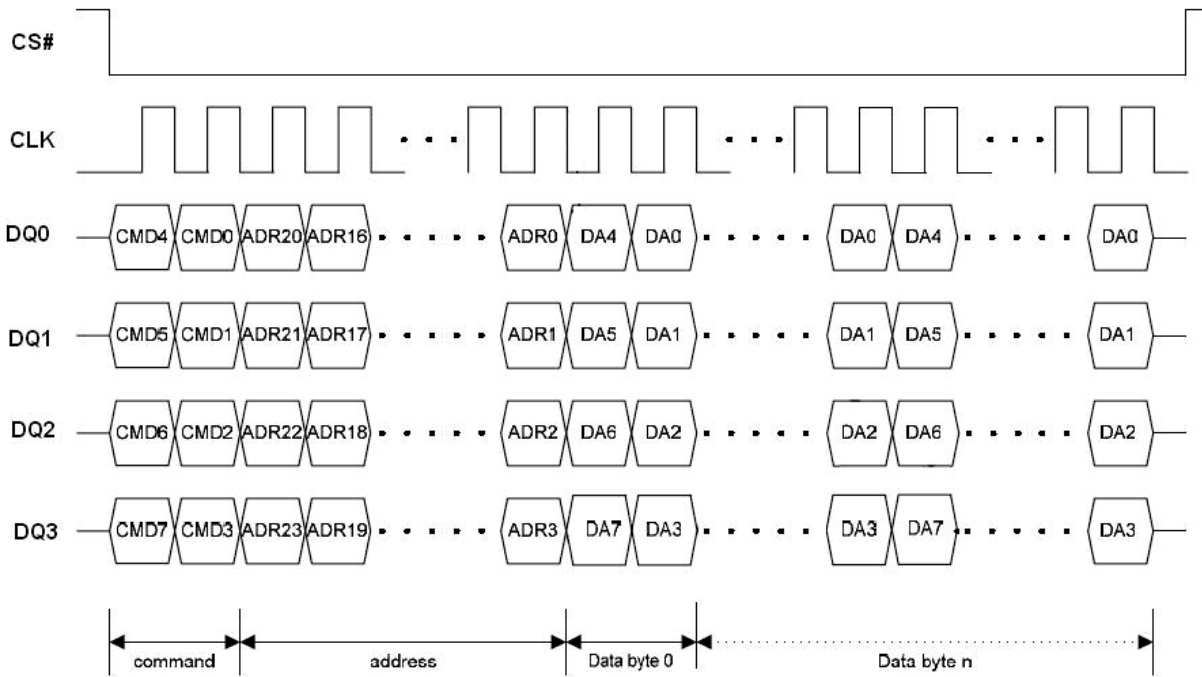 CS#
CLK
DQ0 CMD4 CMD0 ADR20 ADR16 ADR0 DA4 DA0 DA0 DA4 DA0
DQ1 CMD5 CMD1 ADR21 ADR17 ADR1 DA5 DA1 DA1 DA5 DA1
DQ2 CMD6 CMD2 ADR22 ADR18 ADR2 DA6 DA2 DA2 DA6 DA2
DQ3 CMD7 CMD3 ADR23 ADR19 ADR3 DA7 DA3 DA3 DA7 DA3
command address Data byte 0 Data byte n